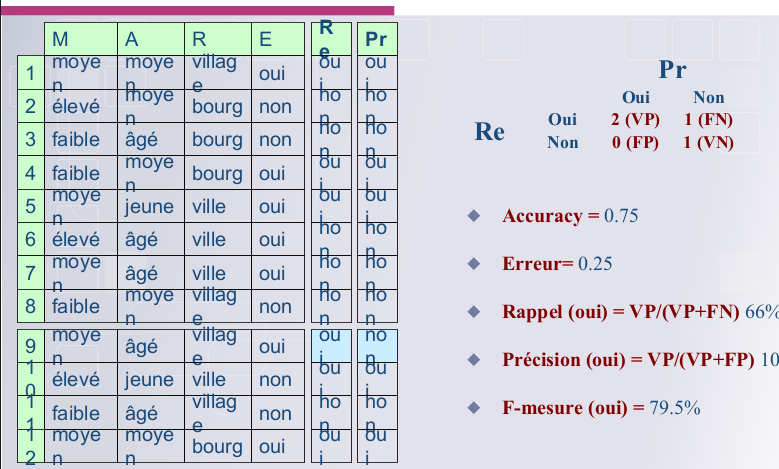 M A R E Re Pr
1 moyen moyen village oui oui oui
2 élevé moyen bourg non non non
3 faible âgé bourg non non non
4 faible moyen bourg oui oui oui
5 moyen jeune ville oui oui oui
6 élevé âgé ville oui non non
7 moyen âgé ville oui non non
8 faible moyen village non non non
9 moyen âgé village oui oui non
10 élevé jeune ville non oui oui
11 faible âgé village non non non
12 moyen moyen bourg oui oui oui
Pr
Oui Non
Re Oui 2 (VP) 1 (FN)
Non 0 (FP) 1 (VN)
Accuracy = 0.75
Erreur= 0.25
Rappel (oui) = VP/(VP+FN) 66%
Précision (oui) = VP/(VP+FP) 10
F-mesure (oui) = 79.5%